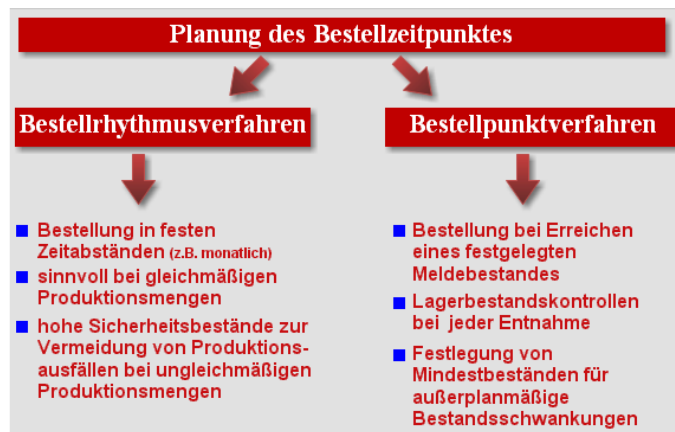 Planung des Bestellzeitpunktes
Bestellrhythmusverfahren
Bestellung in festen
Zeitabständen (z.B. monatlich)
sinnvoll bei gleichmäßigen
Produktionsmengen
hohe Sicherheitsbestände zur
Vermeidung von Produktions-
ausfällen bei ungleichmäßigen
Produktionsmengen
Bestellpunktverfahren
Bestellung bei Erreichen
eines festgelegten
Meldebestandes
Lagerbestandskontrollen
bei jeder Entnahme
Festlegung von
Mindestbeständen für
außerplanmäßige
Bestandsschwankungen